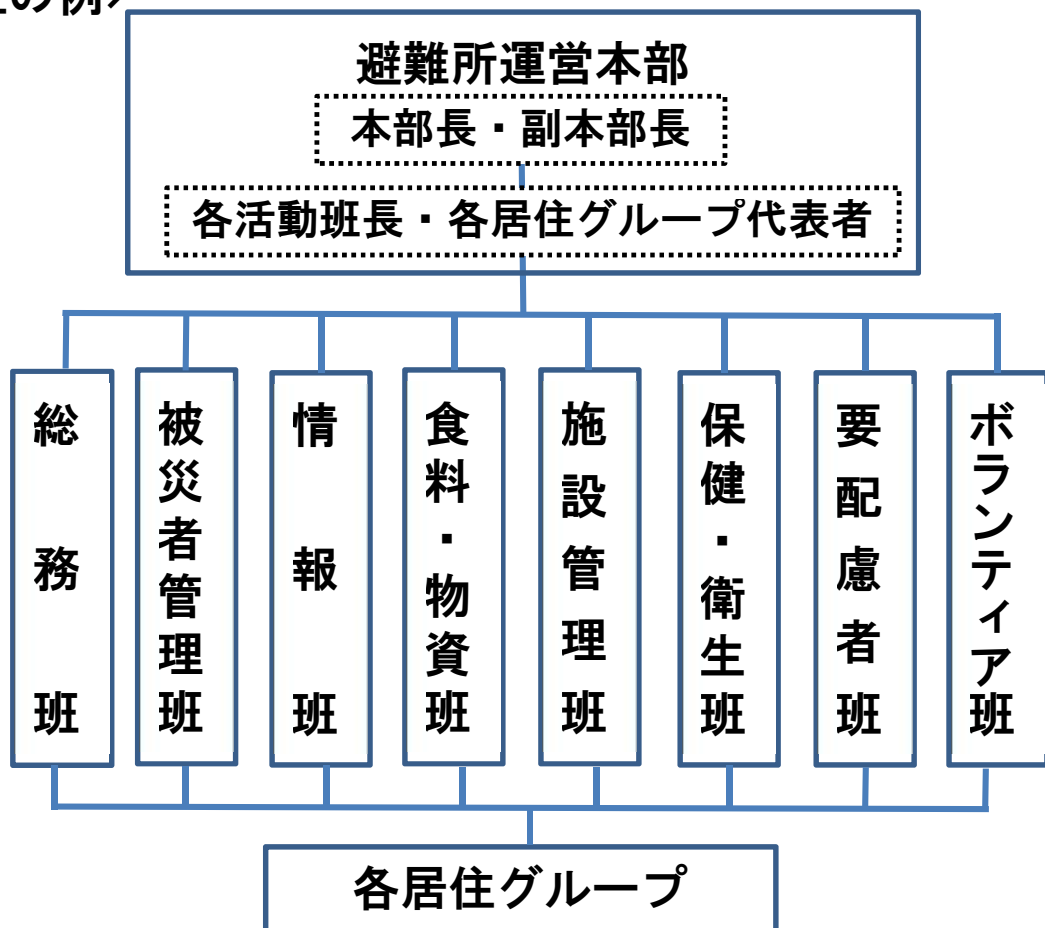 の例
避難所運営本部
本部長・副本部長
各活動班長・各居住グループ代表者
総務班
被災者管理班
情報班
食料・物資班
施設管理班
保健・衛生班
要配慮者班
ボランティア班
各居住グループ